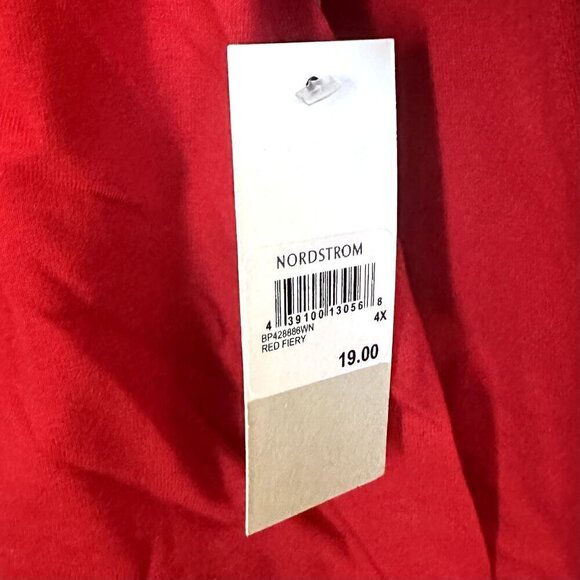 NORDSTROM
4 39100 13056 8
BP428886WN 4X
RED FIERY
19.00